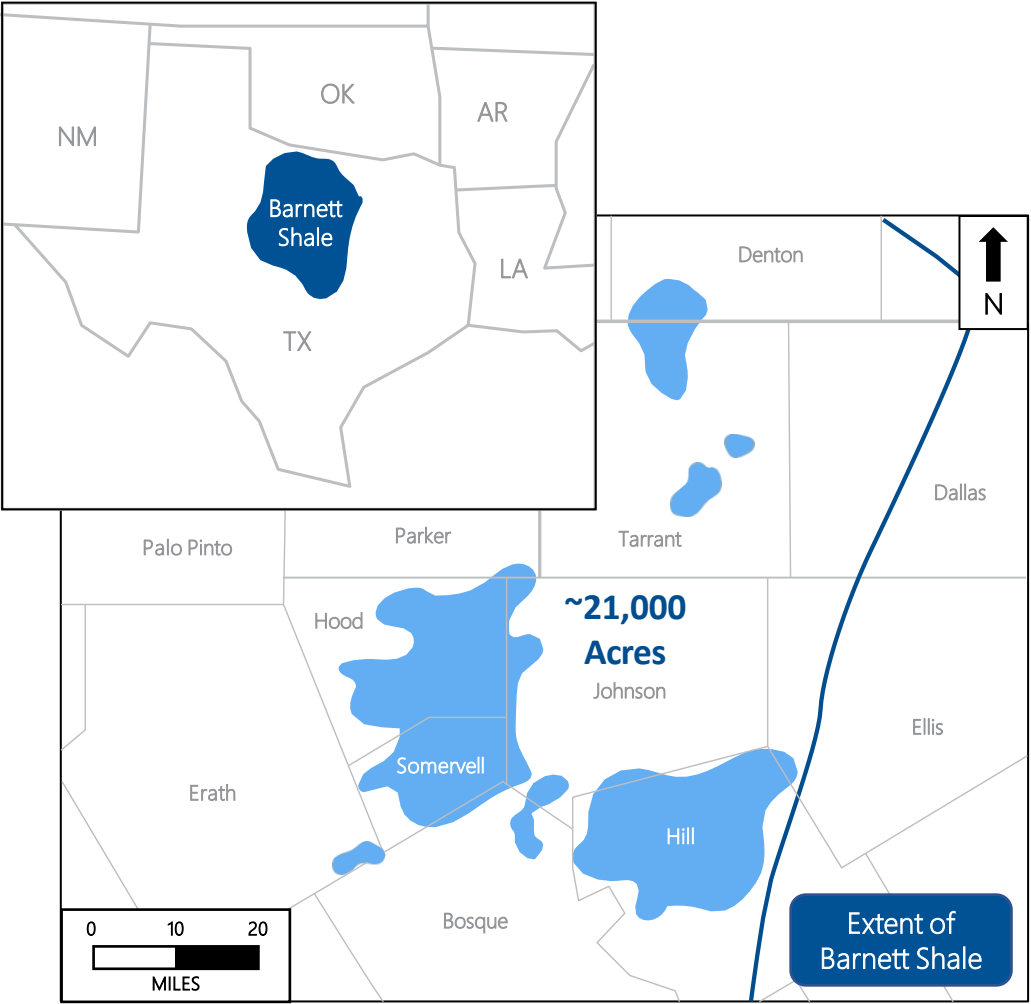 OK
AR
NM
Barnett
Shale
LA
TX
Denton
N
Dallas
Palo Pinto
Parker
Tarrant
Hood
~21,000
Acres
Johnson
Ellis
Somervell
Erath
Hill
Bosque
0 10 20
MILES
Extent of
Barnett Shale